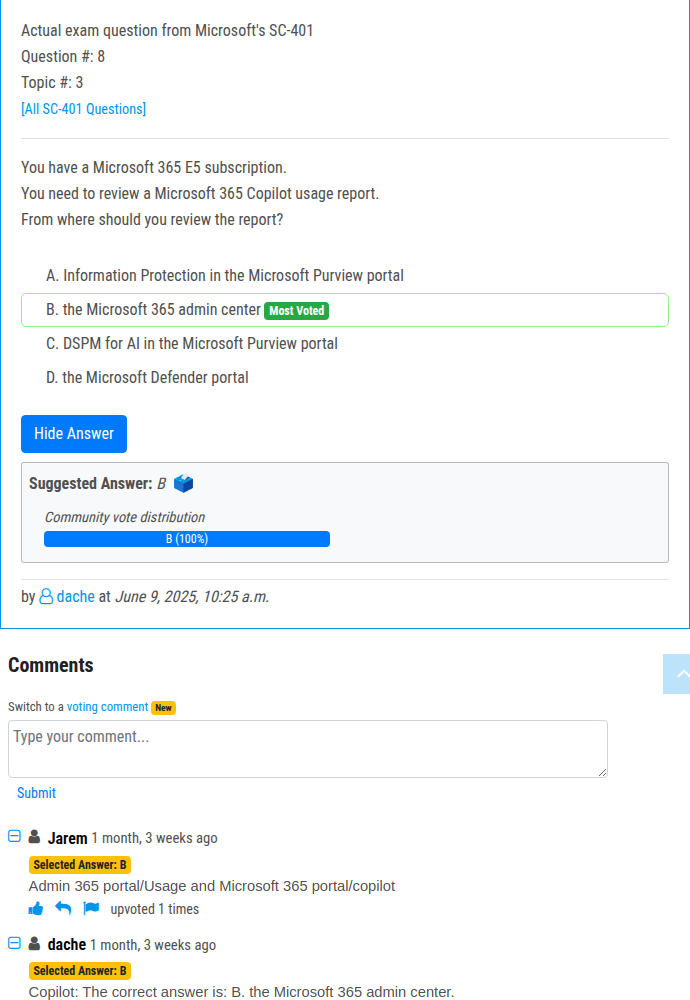 Actual exam question from Microsoft's SC-401
Question #: 8
Topic #: 3
[All SC-401 Questions]
You have a Microsoft 365 E5 subscription.
You need to review a Microsoft 365 Copilot usage report.
From where should you review the report?
A. Information Protection in the Microsoft Purview portal
B. the Microsoft 365 admin center Most Voted
C. DSPM for AI in the Microsoft Purview portal
D. the Microsoft Defender portal
Hide Answer
Suggested Answer: B
Community vote distribution
B (100%)
by dache at June 9, 2025, 10:25 a.m.
Comments
Switch to a voting comment New
Type your comment...
Submit
Jarem 1 month, 3 weeks ago
Selected Answer: B
Admin 365 portal/Usage and Microsoft 365 portal/copilot
upvoted 1 times
dache 1 month, 3 weeks ago
Selected Answer: B
Copilot: The correct answer is: B. the Microsoft 365 admin center.